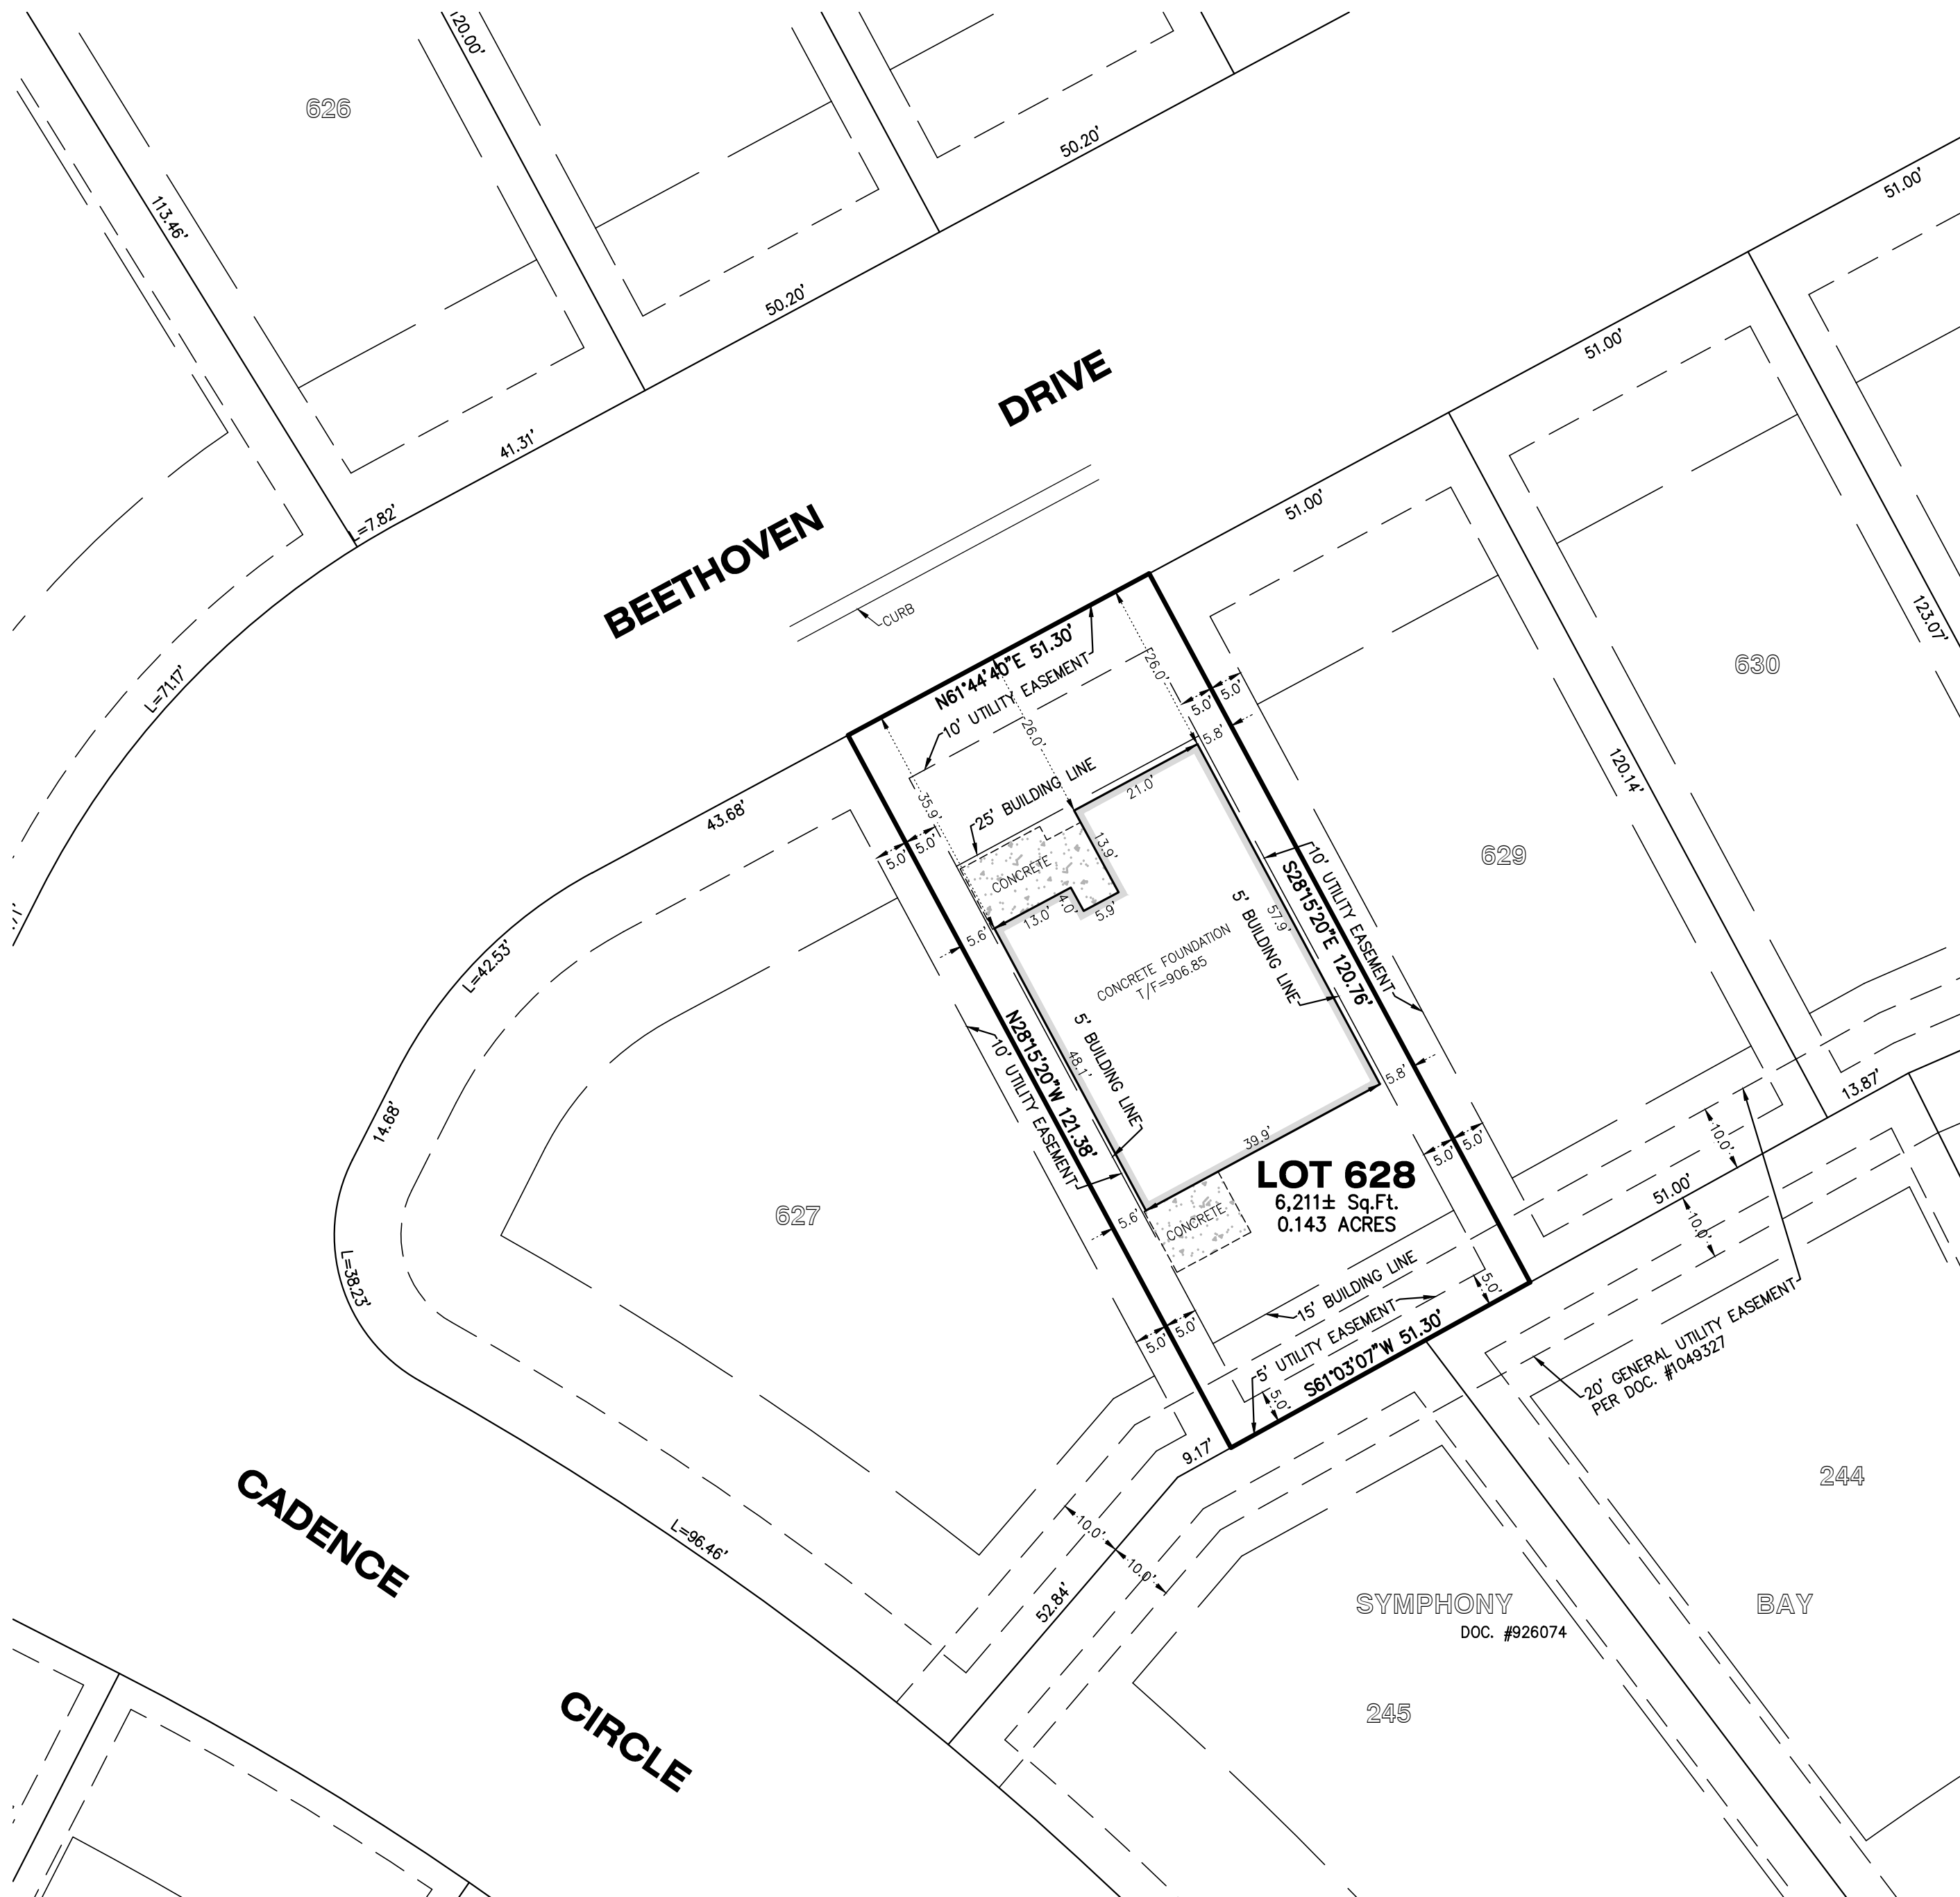 120.00'
626
113.46'
50.20'
50.20'
51.00'
41.31'
L=7.82'
DRIVE
BEETHOVEN
51.00'
51.00'
CURB
L=71.17'
123.07'
630
N61°44'40"E 51.30'
10' UTILITY EASEMENT
26.0'
26.0'
35.9'
5.0'
5.0'
5.8'
120.14'
25' BUILDING LINE
21.0'
43.68'
5.0'
5.0'
13.9'
CONCRETE
629
10' UTILITY EASEMENT
S28°15'20"E 120.76'
57.9'
5' BUILDING LINE
13.0'
4.0'
5.9'
5.6'
L=42.53'
CONCRETE FOUNDATION
T/F=906.85
N28°15'20"W 121.38'
10' UTILITY EASEMENT
48.1'
5' BUILDING LINE
5.8'
13.87'
14.68'
39.9'
10.0'
5.0'
5.0'
LOT 628
6,211± Sq.Ft.
0.143 ACRES
51.00'
10.0'
627
5.6'
CONCRETE
L=38.23'
15' BUILDING LINE
5.0'
5.0'
5.0'
5' UTILITY EASEMENT
5.0'
S61°03'07"W 51.30'
20' GENERAL UTILITY EASEMENT
PER DOC. #1049327
9.17'
244
CADENCE
L=96.46'
10.0'
10.0'
52.84'
SYMPHONY
BAY
DOC. #926074
CIRCLE
245